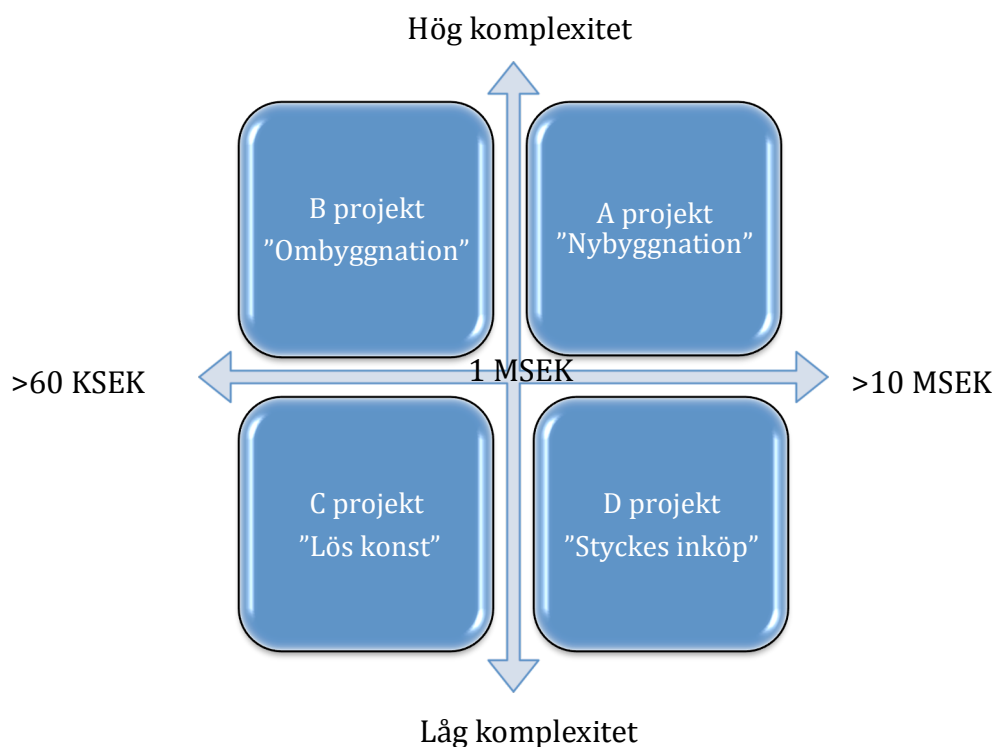 Hög komplexitet
B projekt
”Ombyggnation”
A projekt
”Nybyggnation”
>60 KSEK
1 MSEK
>10 MSEK
C projekt
”Lös konst”
D projekt
”Styckes inköp”
Låg komplexitet